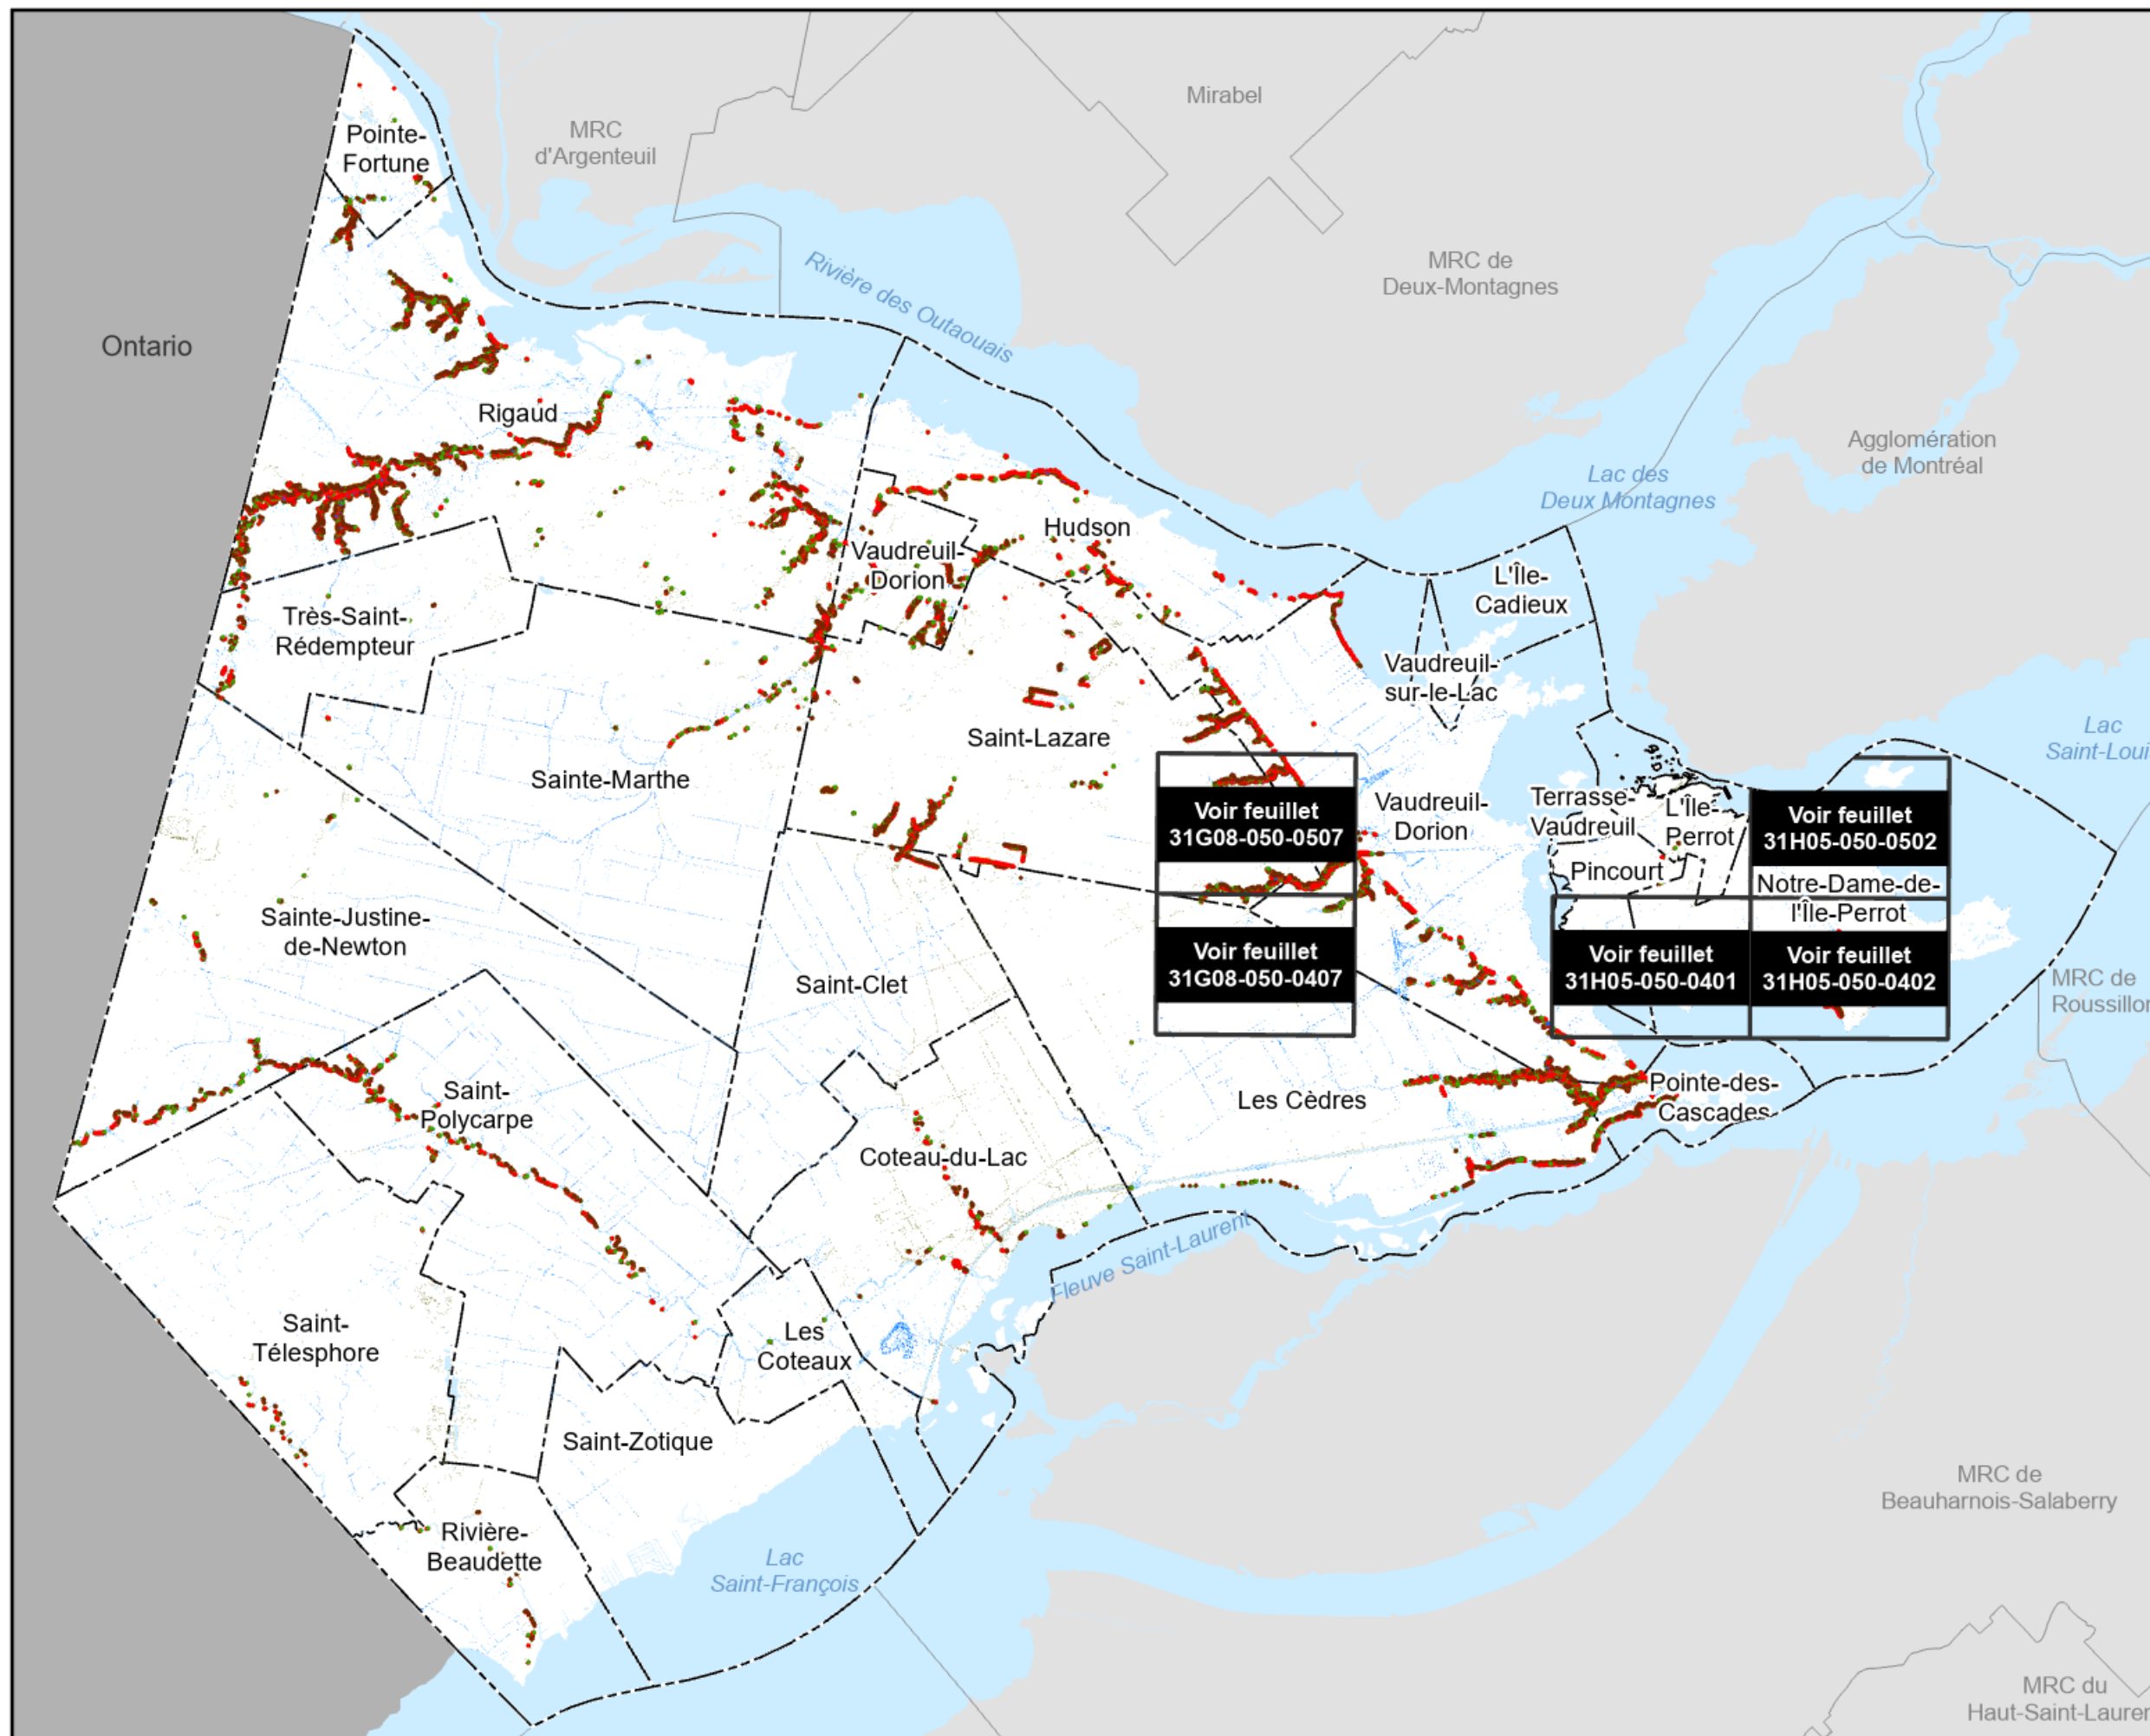 Mirabel
MRC
d'Argenteuil
Pointe-
Fortune
MRC de
Deux-Montagnes
Rivière des Outaouais
Ontario
Rigaud
Agglomération
de Montréal
Lac des
Deux Montagnes
Hudson
Vaudreuil-
Dorion
L'Île-
Cadieux
Très-Saint-
Rédempteur
Vaudreuil-
sur-le-Lac
Saint-Lazare
Lac
Saint-Loui
Sainte-Marthe
Voir feuillet
31G08-050-0507
Vaudreuil-
Dorion
Terrasse-
Vaudreuil
L'Île-
Perrot
Voir feuillet
31H05-050-0502
Pincourt
Notre-Dame-de-
l'Île-Perrot
Sainte-Justine-
de-Newton
Saint-Clet
Voir feuillet
31G08-050-0407
Voir feuillet
31H05-050-0401
Voir feuillet
31H05-050-0402
MRC de
Roussillon
Saint-
Polycarpe
Les Cèdres
Pointe-des-
Cascades
Coteau-du-Lac
Fleuve Saint-Laurent
Saint-
Télesphore
Les
Coteaux
Saint-Zotique
MRC de
Beauharnois-Salaberry
Rivière-
Beaudette
Lac
Saint-François
MRC du
Haut-Saint-Lauren